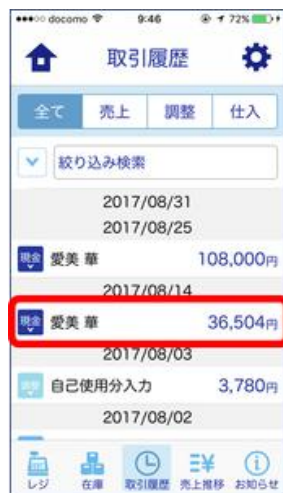 docomo 9:46 72%
取引履歴
全て 売上 調整 仕入
絞り込み検索
2017/08/31
2017/08/25
現金 愛美 華 108,000円
2017/08/14
現金 愛美 華 36,504円
2017/08/03
調整 自己使用分入力 3,780円
2017/08/02
レジ 在庫 取引履歴 売上推移 お知らせ